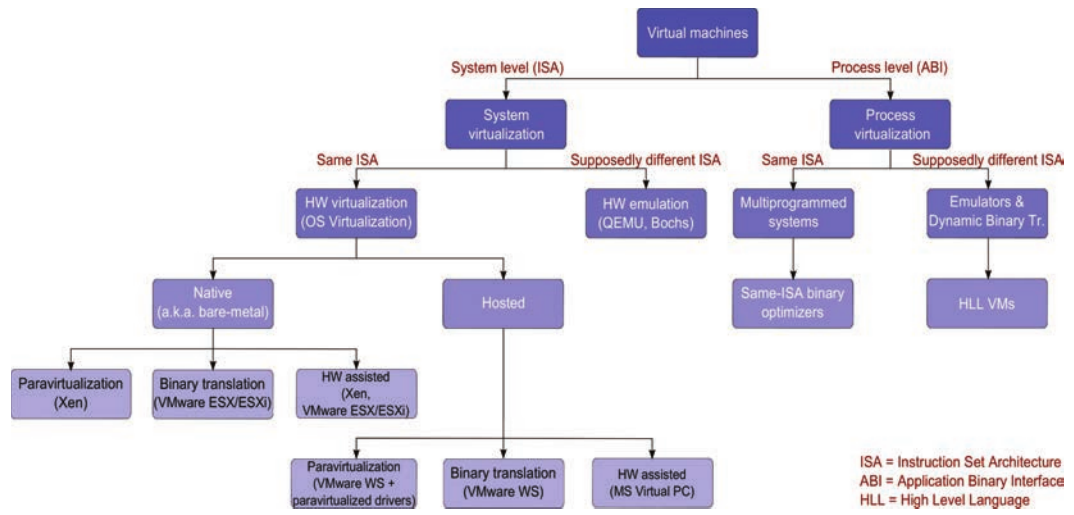 Virtual machines
System level (ISA)
Process level (ABI)
System
virtualization
Process
virtualization
Same ISA
Supposedly different ISA
Same ISA
Supposedly different ISA
HW virtualization
(OS Virtualization)
HW emulation
(QEMU, Bochs)
Multiprogrammed
systems
Emulators &
Dynamic Binary Tr.
Native
(a.k.a. bare-metal)
Hosted
Same-ISA binary
optimizers
HLL VMs
Paravirtualization
(Xen)
Binary translation
(VMware ESX/ESXi)
HW assisted
(Xen,
VMware ESX/ESXi)
Paravirtualization
(VMware WS +
paravirtualized drivers)
Binary translation
(VMware WS)
HW assisted
(MS Virtual PC)
ISA = Instruction Set Architecture
ABI = Application Binary Interface
HLL = High Level Language